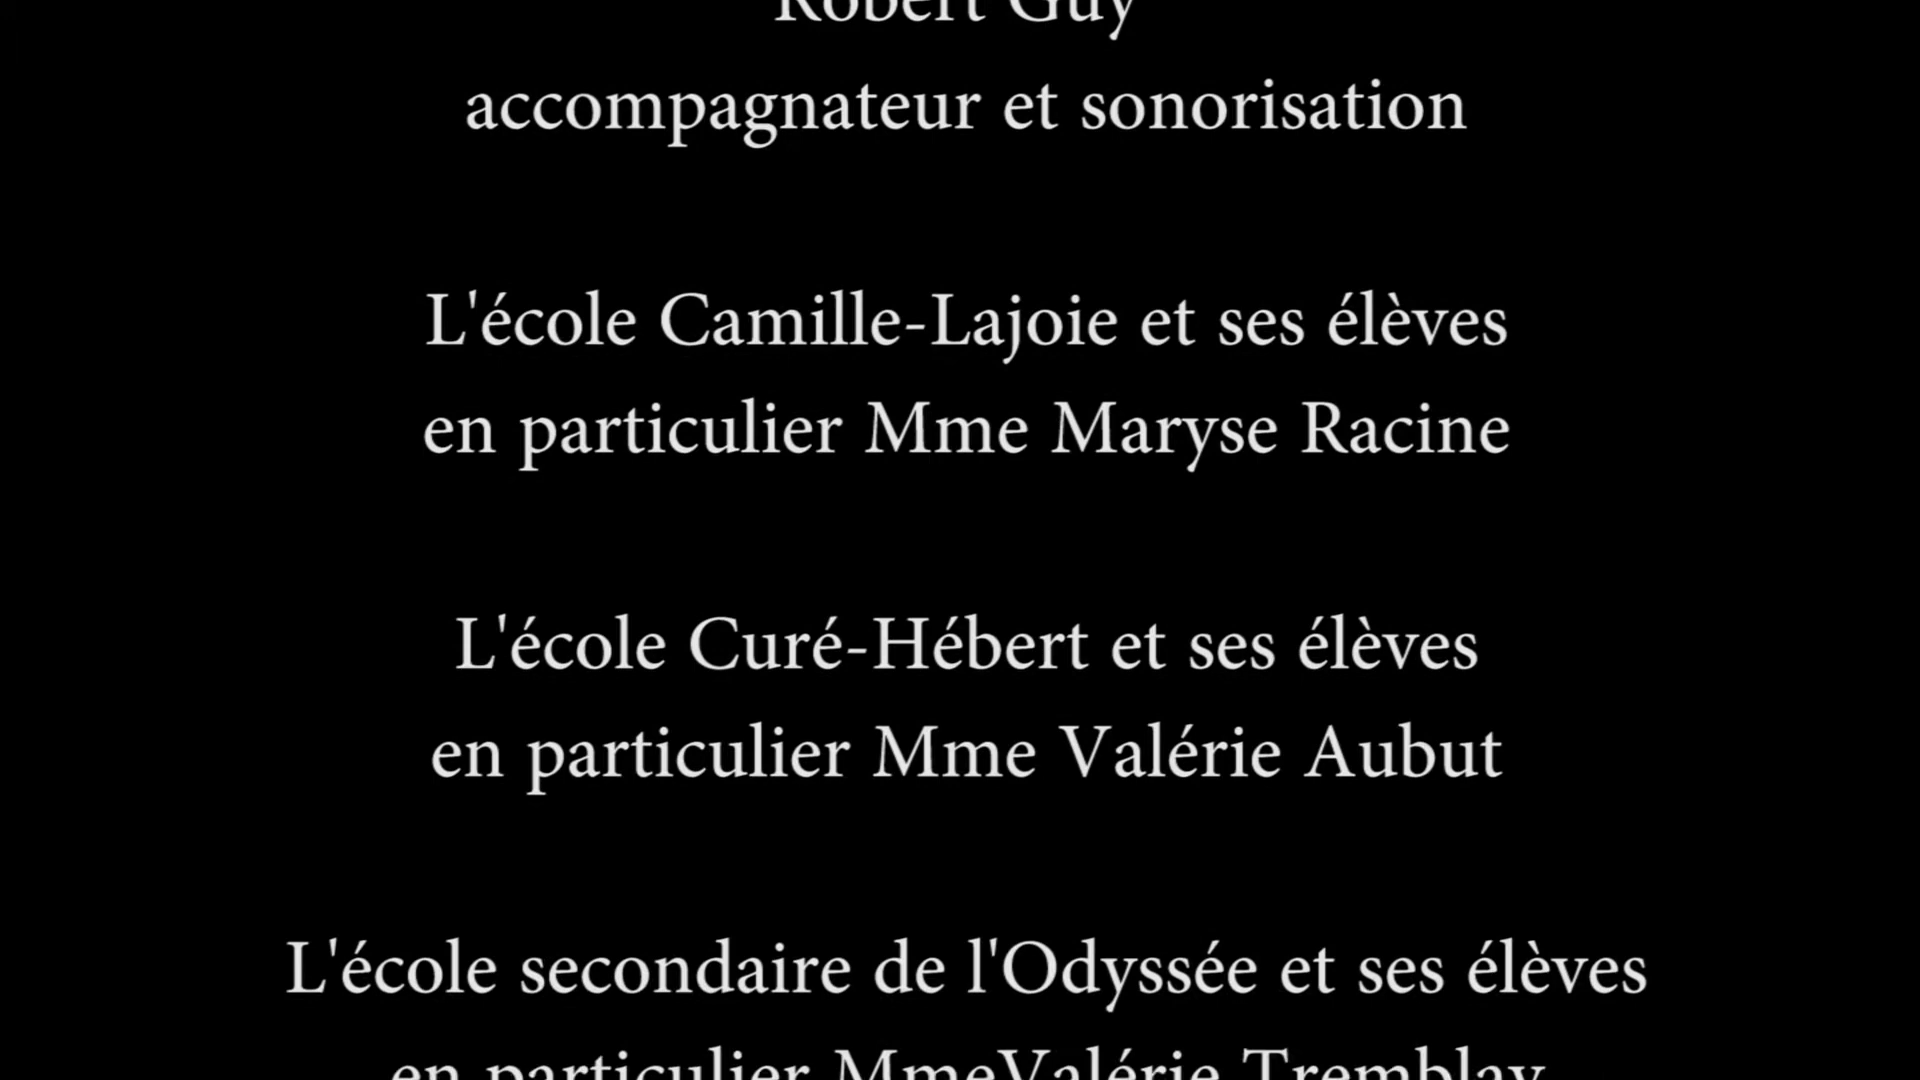 Robert Guy
accompagnateur et sonorisation
L'école Camille-Lajoie et ses élèves
en particulier Mme Maryse Racine
L'école Curé-Hébert et ses élèves
en particulier Mme Valérie Aubut
L'école secondaire de l'Odyssée et ses élèves
en particulier MmeValérie Tremblay